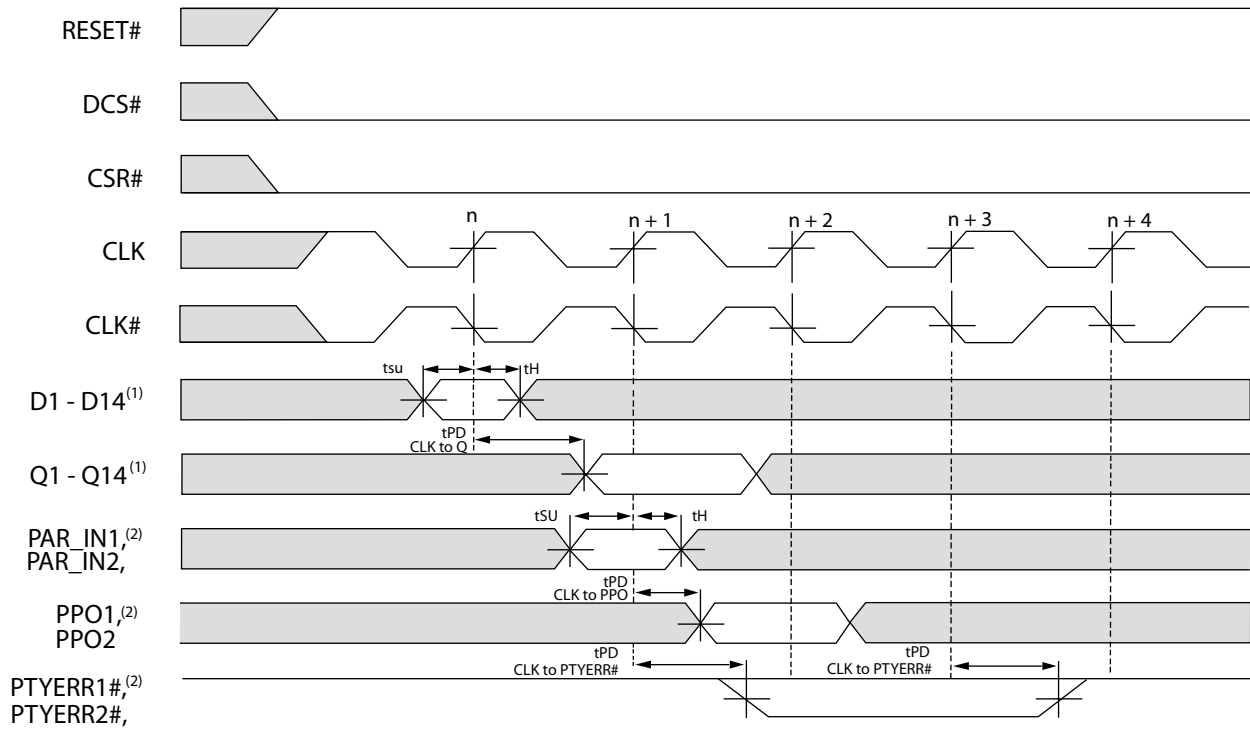 RESET#
DCS#
CSR#
n
n + 1
n + 2
n + 3
n + 4
CLK
CLK#
tsu
tH
D1 - D14(1)
tPD
CLK to Q
Q1 - Q14(1)
tSU
tH
PAR_IN1,(2)
PAR_IN2,
tPD
CLK to PPO
PPO1,(2)
PPO2
tPD
CLK to PTYERR#
tPD
CLK to PTYERR#
PTYERR1#,(2)
PTYERR2#,